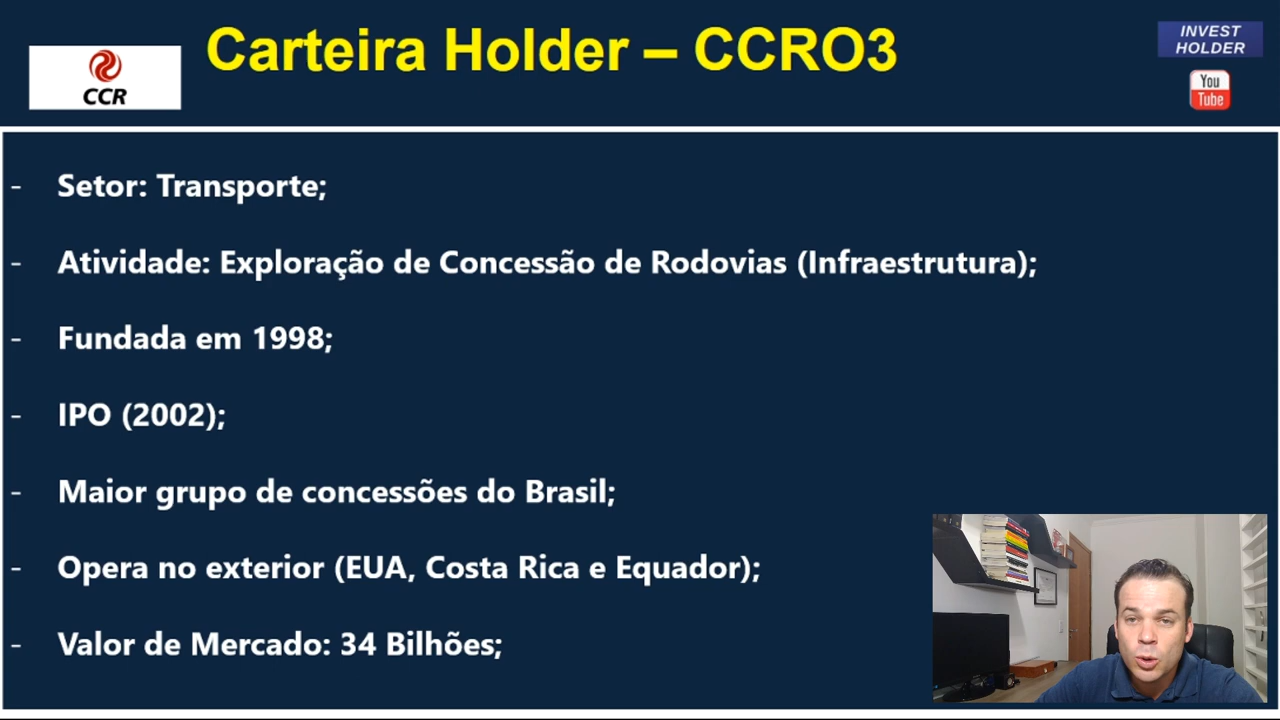 Carteira Holder – CCRO3
CCR
INVEST
HOLDER
You
Tube
- Setor: Transporte;
- Atividade: Exploração de Concessão de Rodovias (Infraestrutura);
- Fundada em 1998;
- IPO (2002);
- Maior grupo de concessões do Brasil;
- Opera no exterior (EUA, Costa Rica e Equador);
- Valor de Mercado: 34 Bilhões;